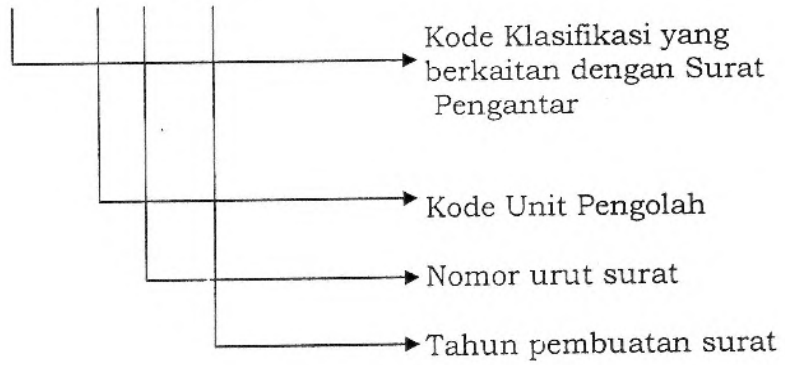 Kode Klasifikasi yang
berkaitan dengan Surat
Pengantar
Kode Unit Pengolah
Nomor urut surat
Tahun pembuatan surat